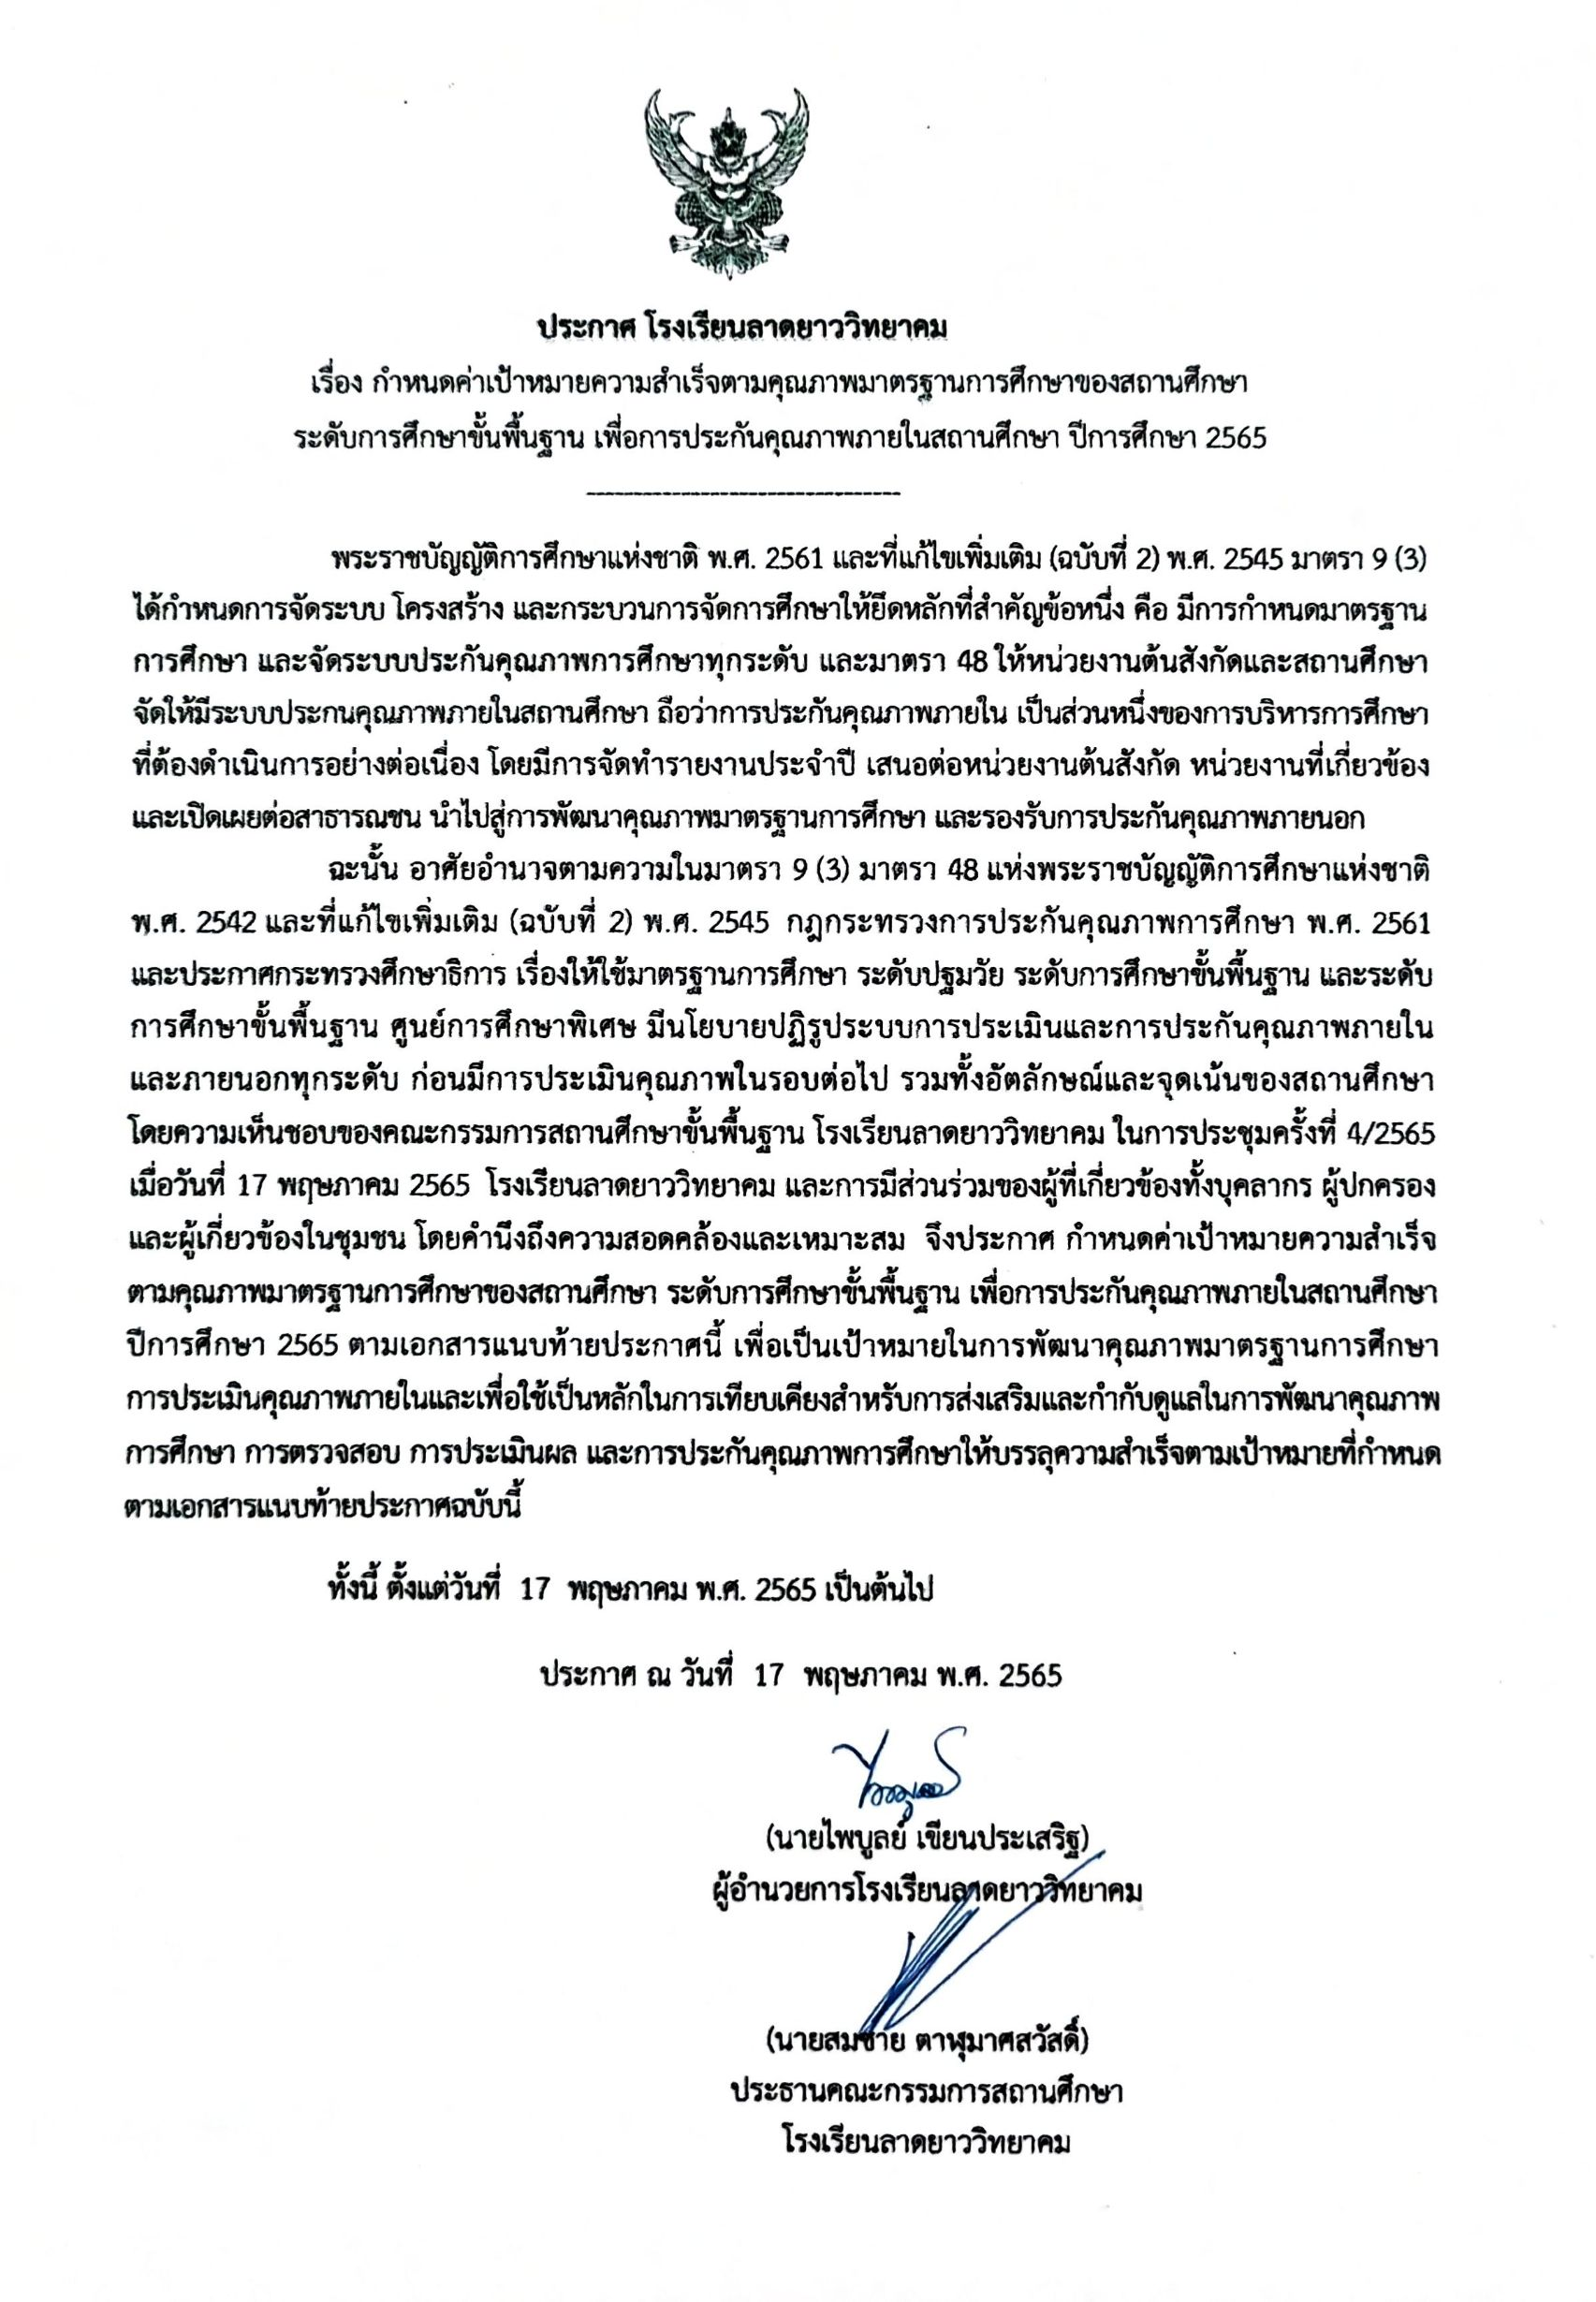 ประกาศ โรงเรียนลาดยาววิทยาคม
เรื่อง กำหนดค่าเป้าหมายความสำเร็จตามคุณภาพมาตรฐานการศึกษาของสถานศึกษา
ระดับการศึกษาขั้นพื้นฐาน เพื่อการประกันคุณภาพภายในสถานศึกษา ปีการศึกษา 2565
---------------------------------
พระราชบัญญัติการศึกษาแห่งชาติ พ.ศ. 2561 และที่แก้ไขเพิ่มเติม (ฉบับที่ 2) พ.ศ. 2545 มาตรา 9 (3)
ได้กำหนดการจัดระบบ โครงสร้าง และกระบวนการจัดการศึกษาให้ยึดหลักที่สำคัญข้อหนึ่ง คือ มีการกำหนดมาตรฐาน
การศึกษา และจัดระบบประกันคุณภาพการศึกษาทุกระดับ และมาตรา 48 ให้หน่วยงานต้นสังกัดและสถานศึกษา
จัดให้มีระบบประกนคุณภาพภายในสถานศึกษา ถือว่าการประกันคุณภาพภายใน เป็นส่วนหนึ่งของการบริหารการศึกษา
ที่ต้องดำเนินการอย่างต่อเนื่อง โดยมีการจัดทำรายงานประจำปี เสนอต่อหน่วยงานต้นสังกัด หน่วยงานที่เกี่ยวข้อง
และเปิดเผยต่อสาธารณชน นำไปสู่การพัฒนาคุณภาพมาตรฐานการศึกษา และรองรับการประกันคุณภาพภายนอก
ฉะนั้น อาศัยอำนาจตามความในมาตรา 9 (3) มาตรา 48 แห่งพระราชบัญญัติการศึกษาแห่งชาติ
พ.ศ. 2542 และที่แก้ไขเพิ่มเติม (ฉบับที่ 2) พ.ศ. 2545 กฎกระทรวงการประกันคุณภาพการศึกษา พ.ศ. 2561
และประกาศกระทรวงศึกษาธิการ เรื่องให้ใช้มาตรฐานการศึกษา ระดับปฐมวัย ระดับการศึกษาขั้นพื้นฐาน และระดับ
การศึกษาขั้นพื้นฐาน ศูนย์การศึกษาพิเศษ มีนโยบายปฏิรูประบบการประเมินและการประกันคุณภาพภายใน
และภายนอกทุกระดับ ก่อนมีการประเมินคุณภาพในรอบต่อไป รวมทั้งอัตลักษณ์และจุดเน้นของสถานศึกษา
โดยความเห็นชอบของคณะกรรมการสถานศึกษาขั้นพื้นฐาน โรงเรียนลาดยาววิทยาคม ในการประชุมครั้งที่ 4/2565
เมื่อวันที่ 17 พฤษภาคม 2565 โรงเรียนลาดยาววิทยาคม และการมีส่วนร่วมของผู้ที่เกี่ยวข้องทั้งบุคลากร ผู้ปกครอง
และผู้เกี่ยวข้องในชุมชน โดยคำนึงถึงความสอดคล้องและเหมาะสม จึงประกาศ กำหนดค่าเป้าหมายความสำเร็จ
ตามคุณภาพมาตรฐานการศึกษาของสถานศึกษา ระดับการศึกษาขั้นพื้นฐาน เพื่อการประกันคุณภาพภายในสถานศึกษา
ปีการศึกษา 2565 ตามเอกสารแนบท้ายประกาศนี้ เพื่อเป็นเป้าหมายในการพัฒนาคุณภาพมาตรฐานการศึกษา
การประเมินคุณภาพภายในและเพื่อใช้เป็นหลักในการเทียบเคียงสำหรับการส่งเสริมและกำกับดูแลในการพัฒนาคุณภาพ
การศึกษา การตรวจสอบ การประเมินผล และการประกันคุณภาพการศึกษาให้บรรลุความสำเร็จตามเป้าหมายที่กำหนด
ตามเอกสารแนบท้ายประกาศฉบับนี้
ทั้งนี้ ตั้งแต่วันที่ 17 พฤษภาคม พ.ศ. 2565 เป็นต้นไป
ประกาศ ณ วันที่ 17 พฤษภาคม พ.ศ. 2565
(นายไพบูลย์ เขียนประเสริฐ)
ผู้อำนวยการโรงเรียนลาดยาววิทยาคม
(นายสมชาย ตาฬุมาศสวัสดิ์)
ประธานคณะกรรมการสถานศึกษา
โรงเรียนลาดยาววิทยาคม